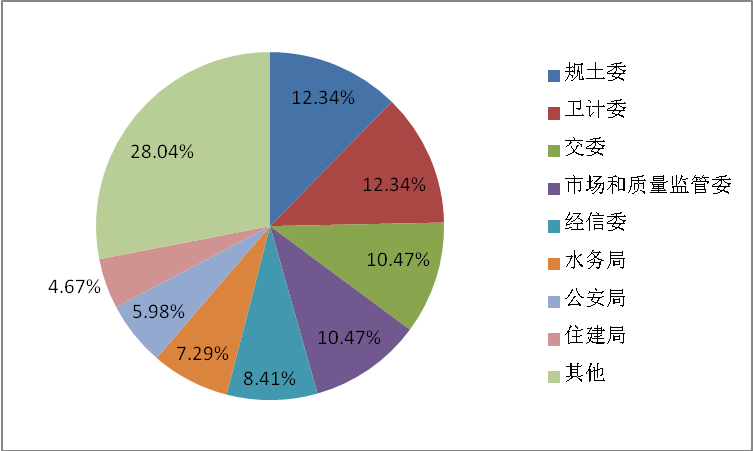 12.34%
12.34%
10.47%
10.47%
8.41%
7.29%
5.98%
4.67%
28.04%
规土委
卫计委
交委
市场和质量监管委
经信委
水务局
公安局
住建局
其他